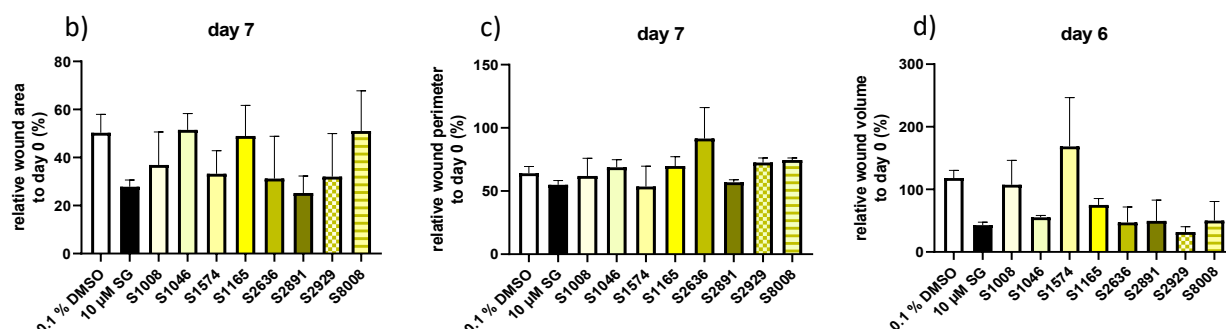 b)
day 7
relative wound area
to day 0 (%)
80
60
40
20
0
0.1 % DMSO
10 µM SG
S1008
S1046
S1574
S1165
S2636
S2891
S2929
S8008
c)
day 7
relative wound perimeter
to day 0 (%)
150
100
50
0
0.1 % DMSO
10 µM SG
S1008
S1046
S1574
S1165
S2636
S2891
S2929
S8008
d)
day 6
relative wound volume
to day 0 (%)
300
200
100
0
0.1 % DMSO
10 µM SG
S1008
S1046
S1574
S1165
S2636
S2891
S2929
S8008